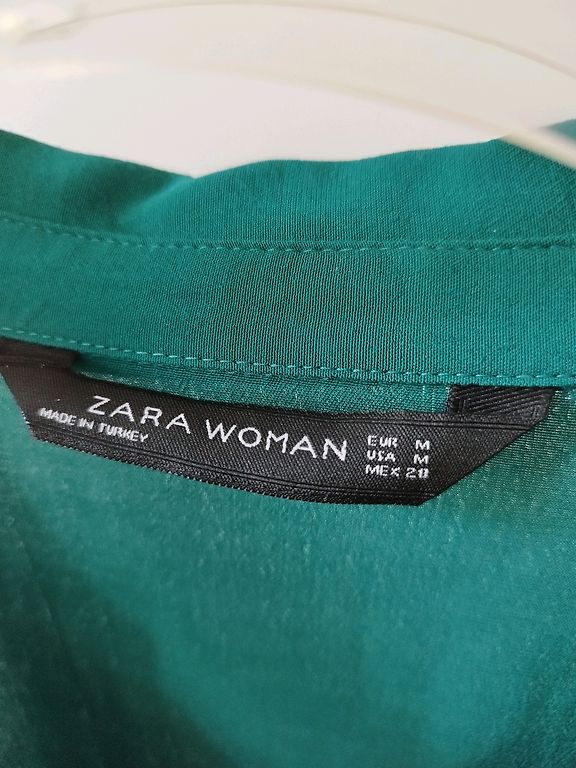 ZARA WOMAN
MADE IN TURKEY
EUR M
USA M
MEX 28